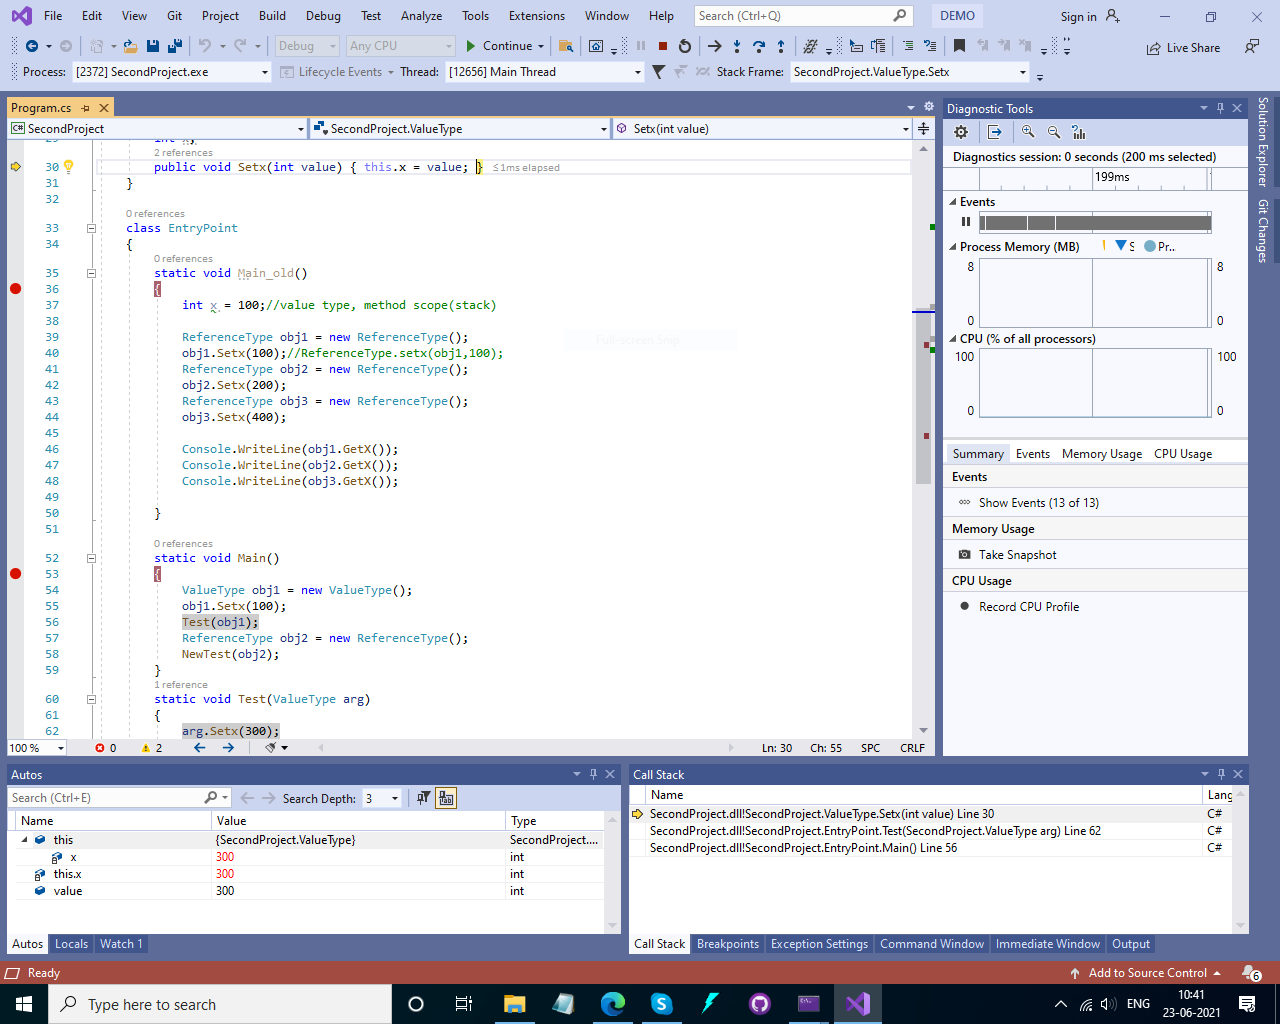 File Edit View Git Project Build Debug Test Analyze Tools Extensions Window Help Search (Ctrl+Q) DEMO Sign in
Debug Any CPU Continue Live Share
Process: [2372] SecondProject.exe Lifecycle Events Thread: [12656] Main Thread Stack Frame: SecondProject.ValueType.Setx
Program.cs
SecondProject SecondProject.ValueType Setx(int value)
2 references
30 public void Setx(int value) { this.x = value; } ≤1ms elapsed
31 }
32
0 references
33 class EntryPoint
34 {
0 references
35 static void Main_old()
36 {
37 int x = 100;//value type, method scope(stack)
38
39 ReferenceType obj1 = new ReferenceType();
40 obj1.Setx(100);//ReferenceType.setx(obj1,100);
41 ReferenceType obj2 = new ReferenceType();
42 obj2.Setx(200);
43 ReferenceType obj3 = new ReferenceType();
44 obj3.Setx(400);
45
46 Console.WriteLine(obj1.GetX());
47 Console.WriteLine(obj2.GetX());
48 Console.WriteLine(obj3.GetX());
49
50 }
51
0 references
52 static void Main()
53 {
54 ValueType obj1 = new ValueType();
55 obj1.Setx(100);
56 Test(obj1);
57 ReferenceType obj2 = new ReferenceType();
58 NewTest(obj2);
59 }
1 reference
60 static void Test(ValueType arg)
61 {
62 arg.Setx(300);
100 % 0 2 Ln: 30 Ch: 55 SPC CRLF
Diagnostic Tools
Diagnostics session: 0 seconds (200 ms selected)
199ms
Events
Process Memory (MB) S Pr..
8 8
0 0
CPU (% of all processors)
100 100
0 0
Summary Events Memory Usage CPU Usage
Events
Show Events (13 of 13)
Memory Usage
Take Snapshot
CPU Usage
Record CPU Profile
Solution Explorer
Git Changes
Autos
Search (Ctrl+E) Search Depth: 3
Name Value Type
this {SecondProject.ValueType} SecondProject....
x 300 int
this.x 300 int
value 300 int
Autos Locals Watch 1
Call Stack
Name Lang
SecondProject.dll!SecondProject.ValueType.Setx(int value) Line 30 C#
SecondProject.dll!SecondProject.EntryPoint.Test(SecondProject.ValueType arg) Line 62 C#
SecondProject.dll!SecondProject.EntryPoint.Main() Line 56 C#
Call Stack Breakpoints Exception Settings Command Window Immediate Window Output
Ready Add to Source Control 6
Type here to search ENG 10:41
23-06-2021